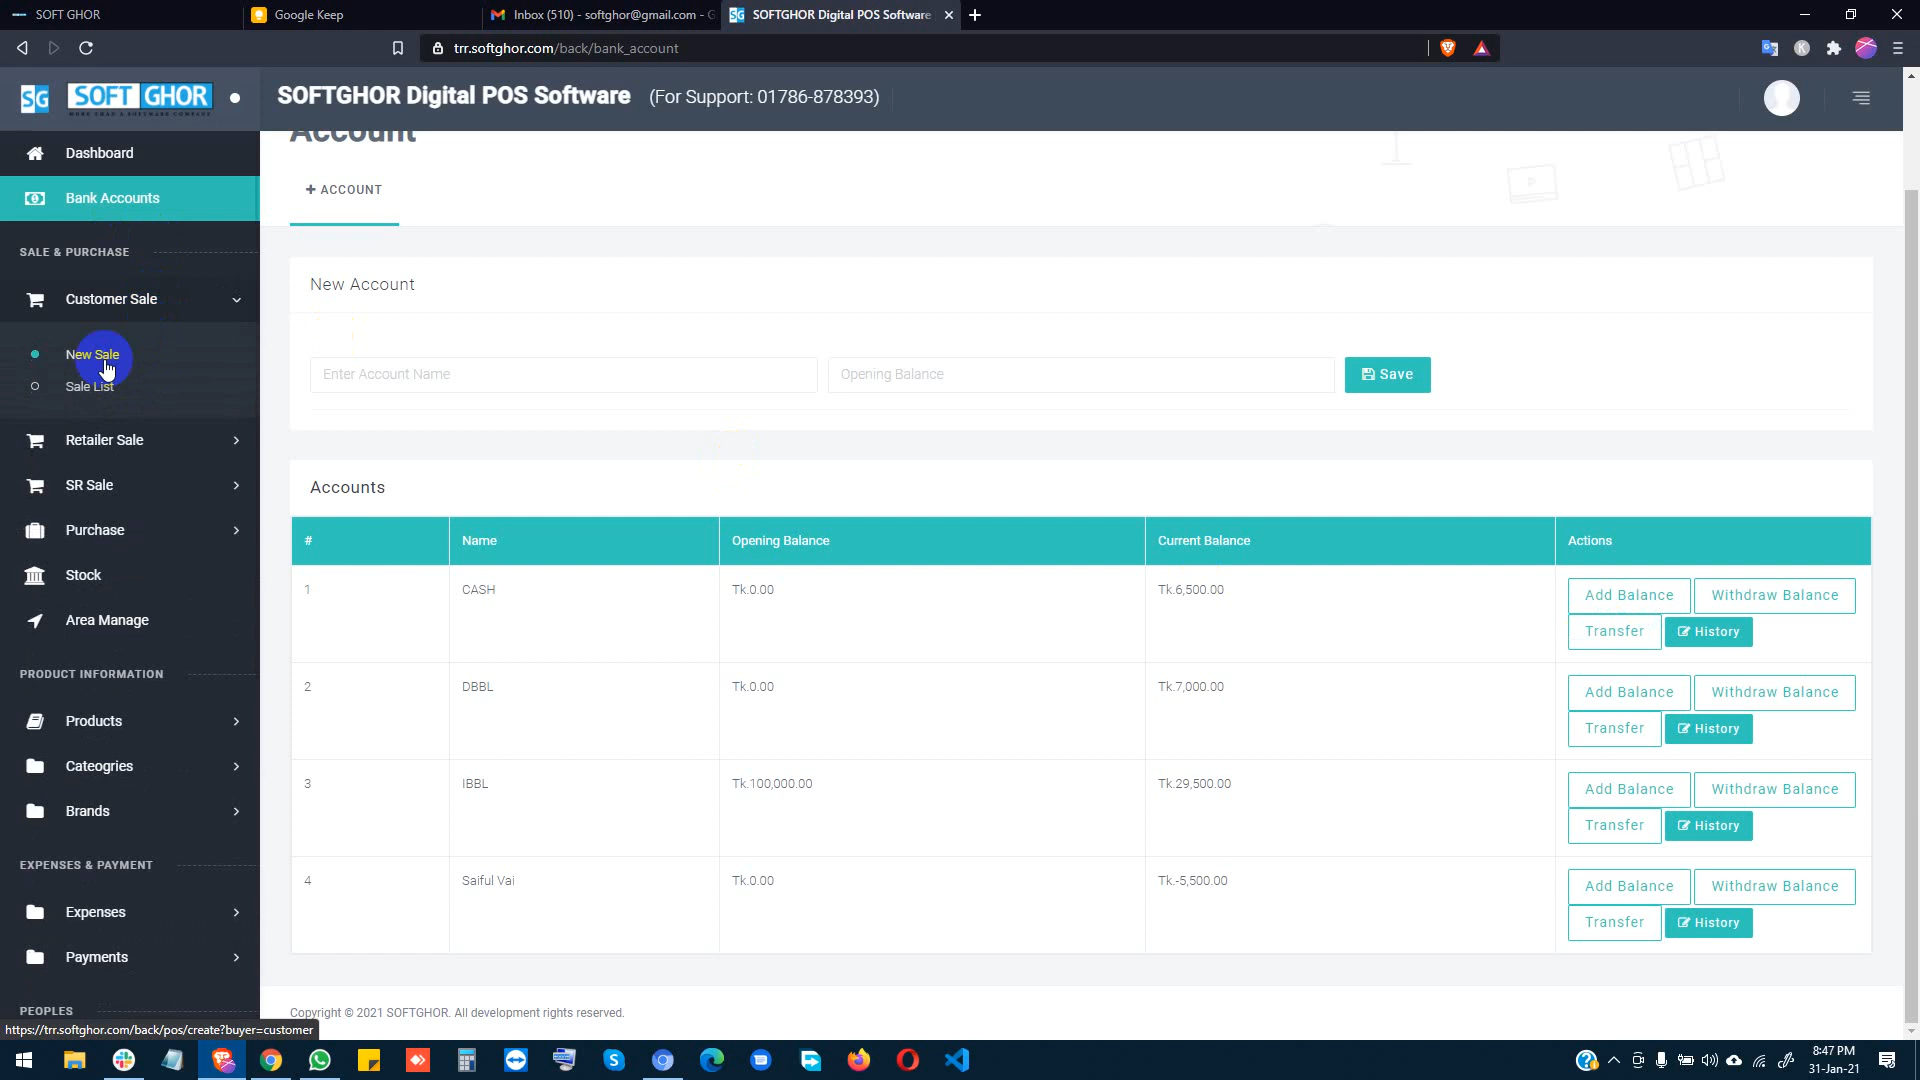 SOFT GHOR
Google Keep
Inbox (510) - softghor@gmail.com - G
SOFTGHOR Digital POS Software
trr.softghor.com/back/bank_account
SG SOFT GHOR
MORE THAN A SOFTWARE COMPANY
SOFTGHOR Digital POS Software (For Support: 01786-878393)
Dashboard
Bank Accounts
SALE & PURCHASE
Customer Sale
New Sale
Sale List
Retailer Sale
SR Sale
Purchase
Stock
Area Manage
PRODUCT INFORMATION
Products
Cateogries
Brands
EXPENSES & PAYMENT
Expenses
Payments
PEOPLES
Account
+ ACCOUNT
New Account
Enter Account Name Opening Balance Save
Accounts
# Name Opening Balance Current Balance Actions
1 CASH Tk.0.00 Tk.6,500.00 Add Balance Withdraw Balance
Transfer History
2 DBBL Tk.0.00 Tk.7,000.00 Add Balance Withdraw Balance
Transfer History
3 IBBL Tk.100,000.00 Tk.29,500.00 Add Balance Withdraw Balance
Transfer History
4 Saiful Vai Tk.0.00 Tk.-5,500.00 Add Balance Withdraw Balance
Transfer History
Copyright © 2021 SOFTGHOR. All development rights reserved.
https://trr.softghor.com/back/pos/create?buyer=customer
8:47 PM
31-Jan-21